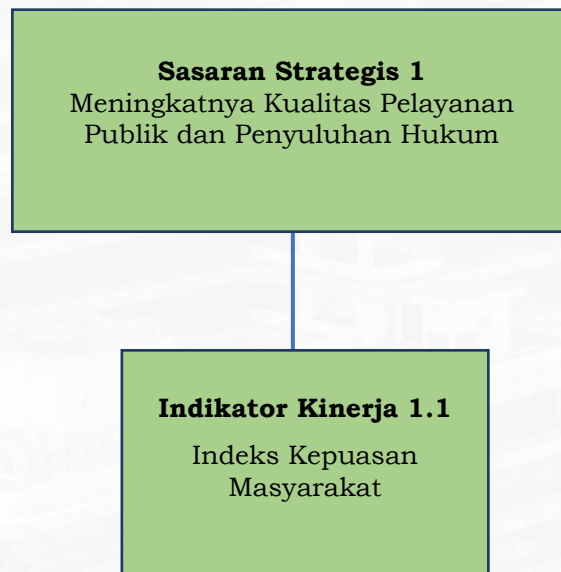 Sasaran Strategis 1
Meningkatnya Kualitas Pelayanan
Publik dan Penyuluhan Hukum
Indikator Kinerja 1.1
Indeks Kepuasan
Masyarakat